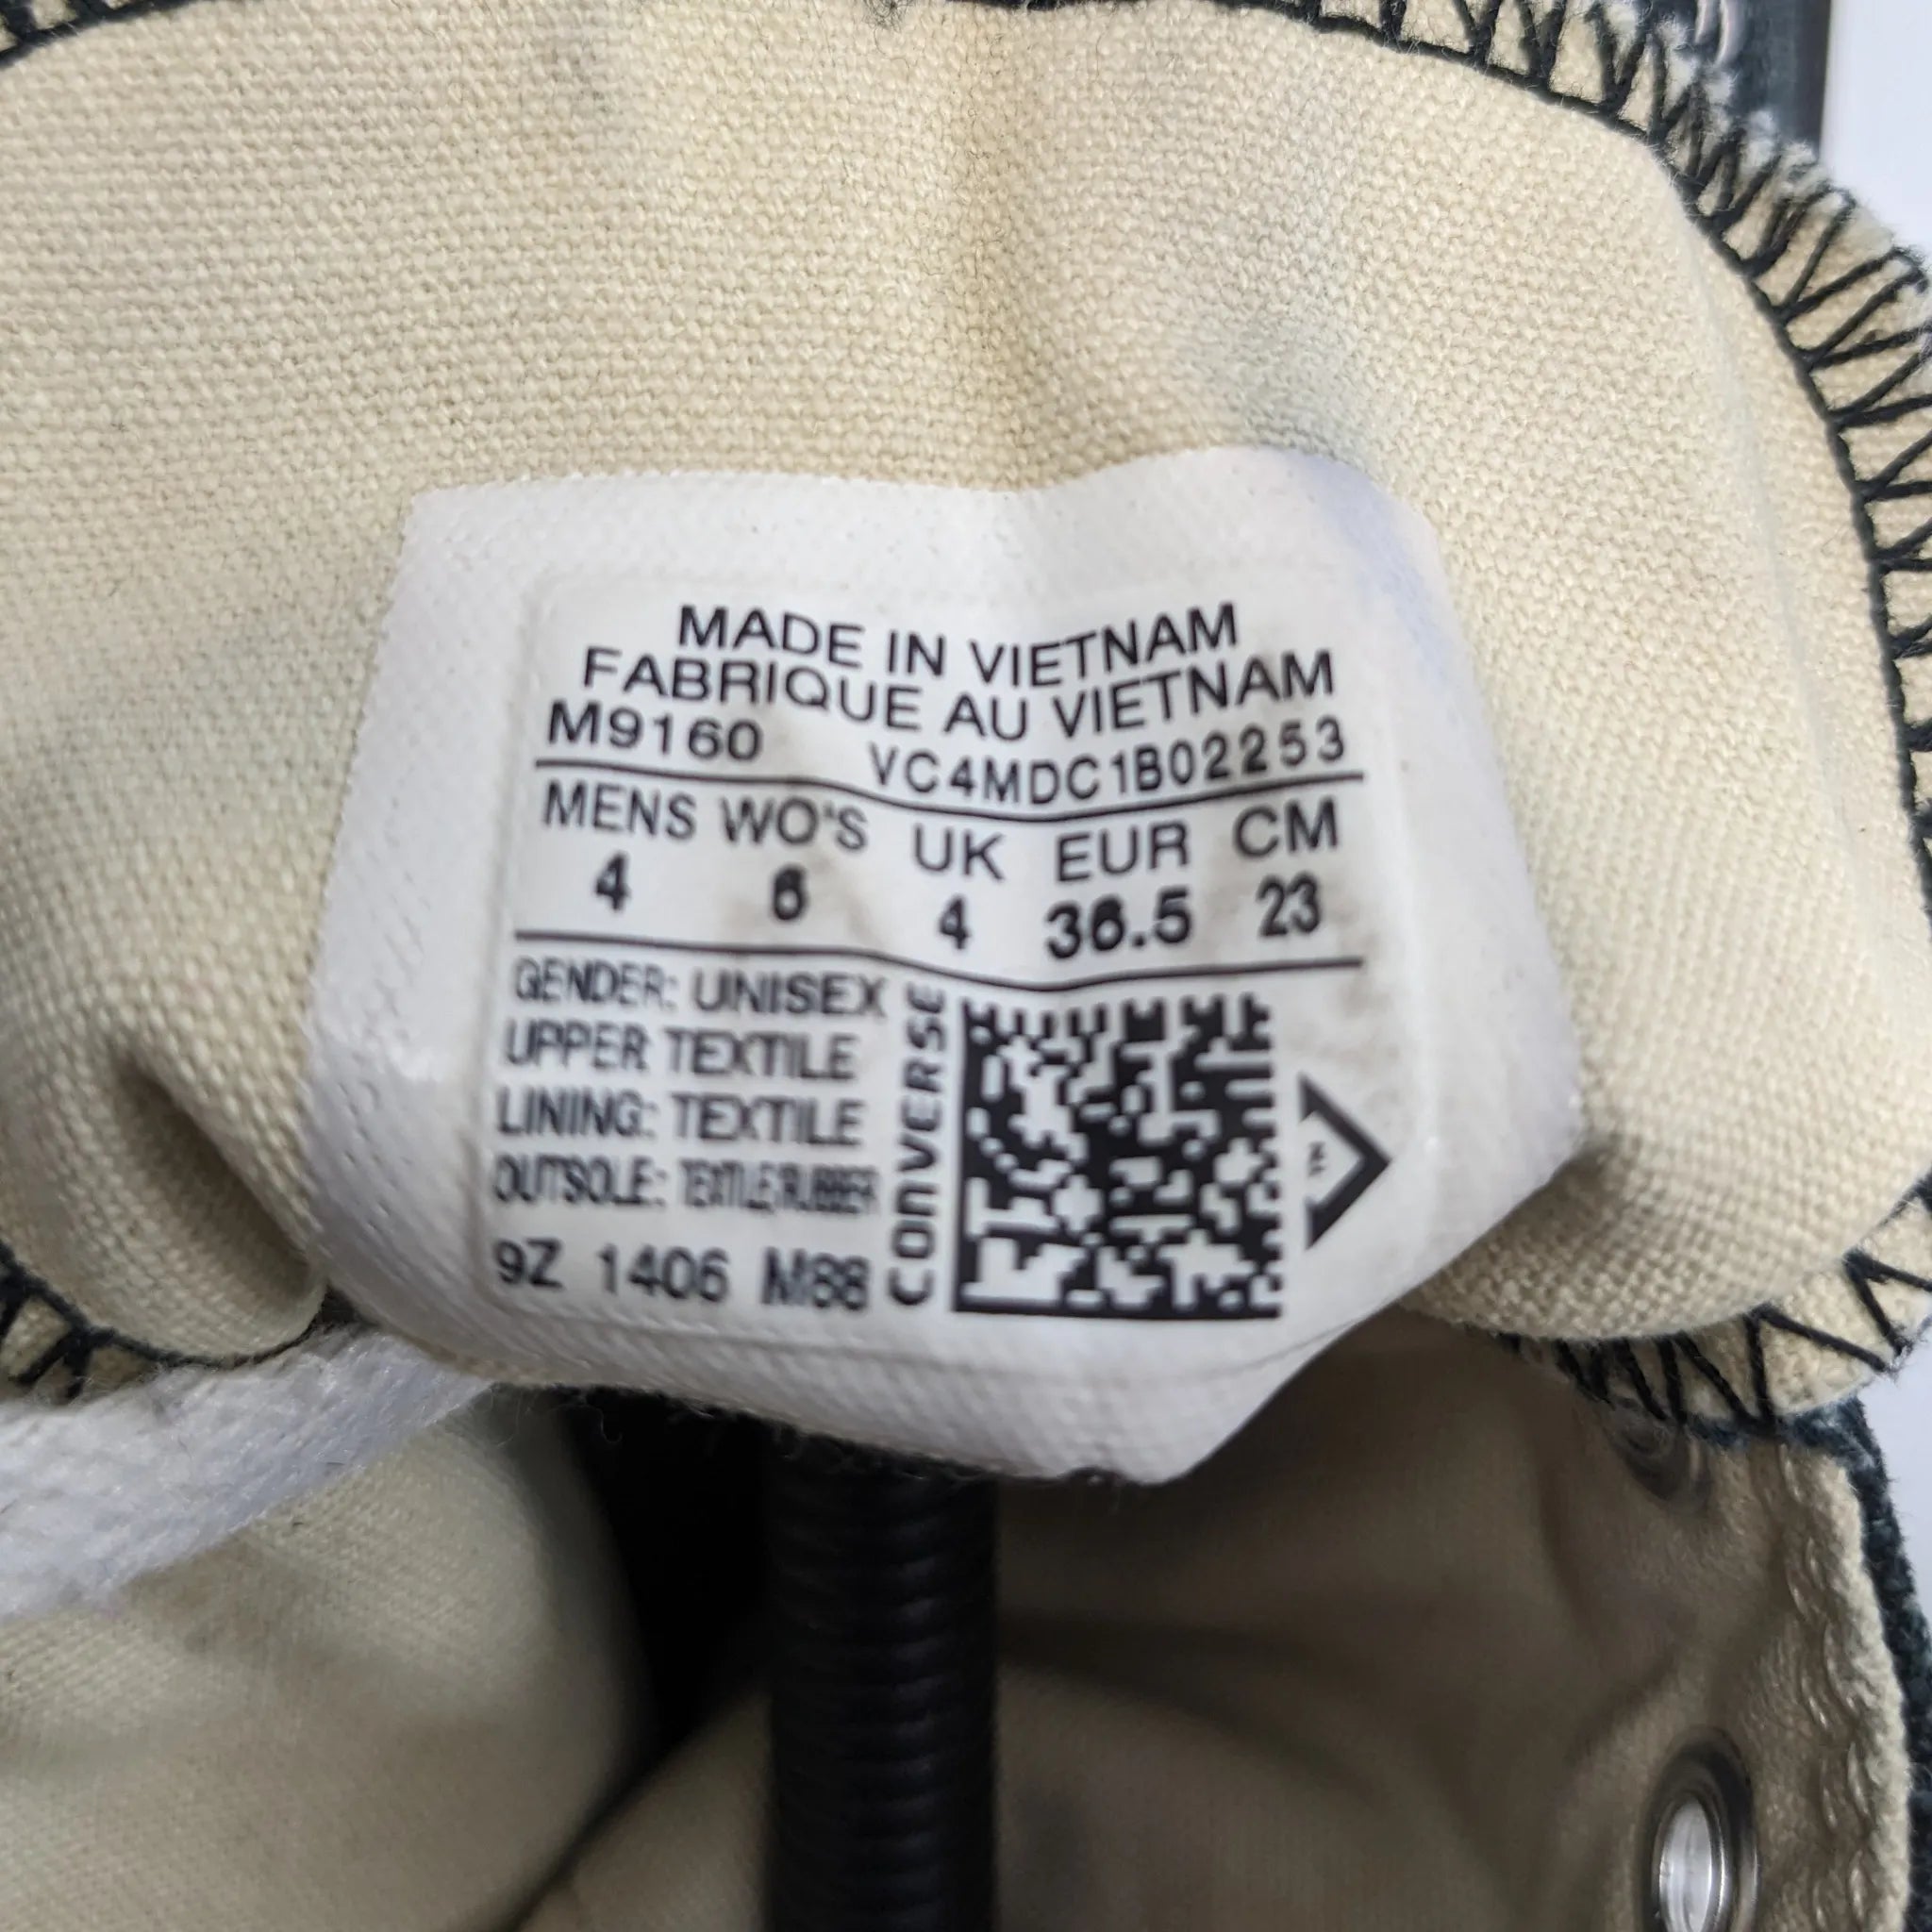 MADE IN VIETNAM
FABRIQUE AU VIETNAM
M9160 VC4MDC1B02253
MENS WO'S UK EUR CM
4 6 4 36.5 23
GENDER: UNISEX
UPPER TEXTILE
LINING: TEXTILE
OUTSOLE: TEXTILE/RUBBER
9Z 1406 M88
CONVERSE